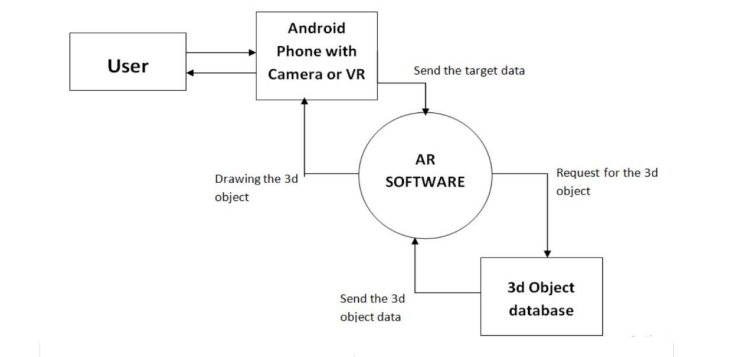 Android
Phone with
Camera or VR
User
Send the target data
AR
SOFTWARE
Drawing the 3d
object
Request for the 3d
object
3d Object
database
Send the 3d
object data